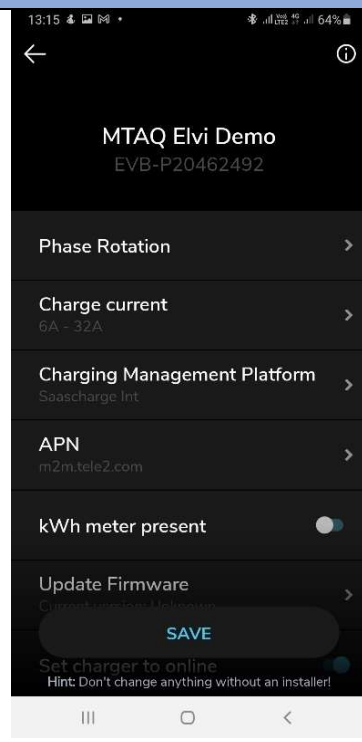 13:15
64%
MTAQ Elvi Demo
EVB-P20462492
Phase Rotation
Charge current
6A - 32A
Charging Management Platform
Saascharge Int
APN
m2m.tele2.com
kWh meter present
Update Firmware
Current version: Unknown
SAVE
Set charger to online
Hint: Don't change anything without an installer!